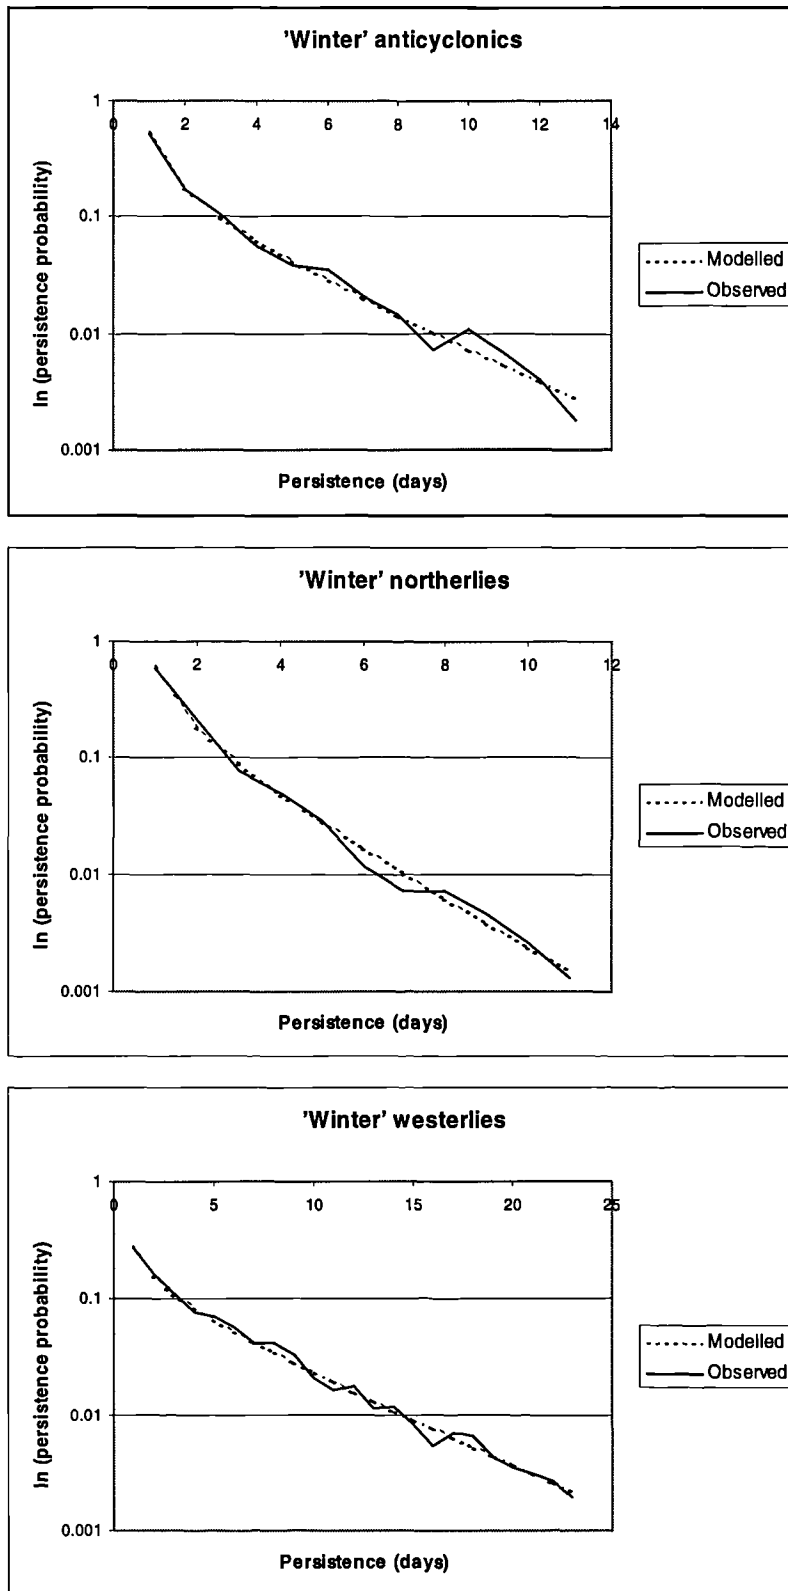 'Winter' anticyclonics
1
0 2 4 6 8 10 12 14
0.1
0.01
0.001
ln (persistence probability)
Persistence (days)
Modelled
Observed
'Winter' northerlies
1
0 2 4 6 8 10 12
0.1
0.01
0.001
ln (persistence probability)
Persistence (days)
Modelled
Observed
'Winter' westerlies
1
0 5 10 15 20 25
0.1
0.01
0.001
ln (persistence probability)
Persistence (days)
Modelled
Observed